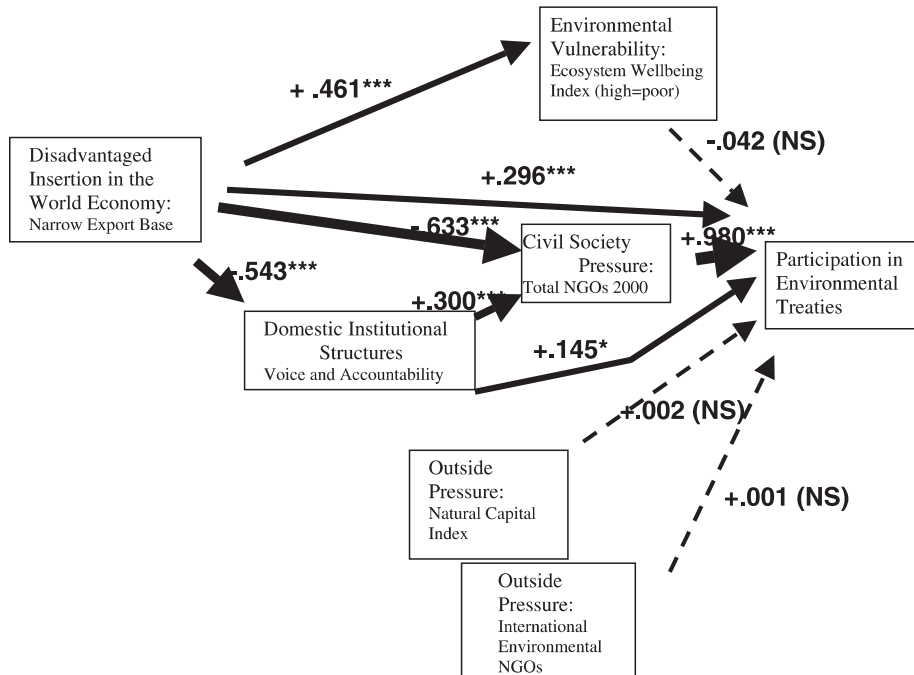 Environmental
Vulnerability:
Ecosystem Wellbeing
Index (high=poor)
+ .461***
-.042 (NS)
Disadvantaged
Insertion in the
World Economy:
Narrow Export Base
+.296***
-.633***
Civil Society
Pressure:
Total NGOs 2000
+.980***
Participation in
Environmental
Treaties
-.543***
+.300***
Domestic Institutional
Structures
Voice and Accountability
+.145*
+.002 (NS)
Outside
Pressure:
Natural Capital
Index
+.001 (NS)
Outside
Pressure:
International
Environmental
NGOs